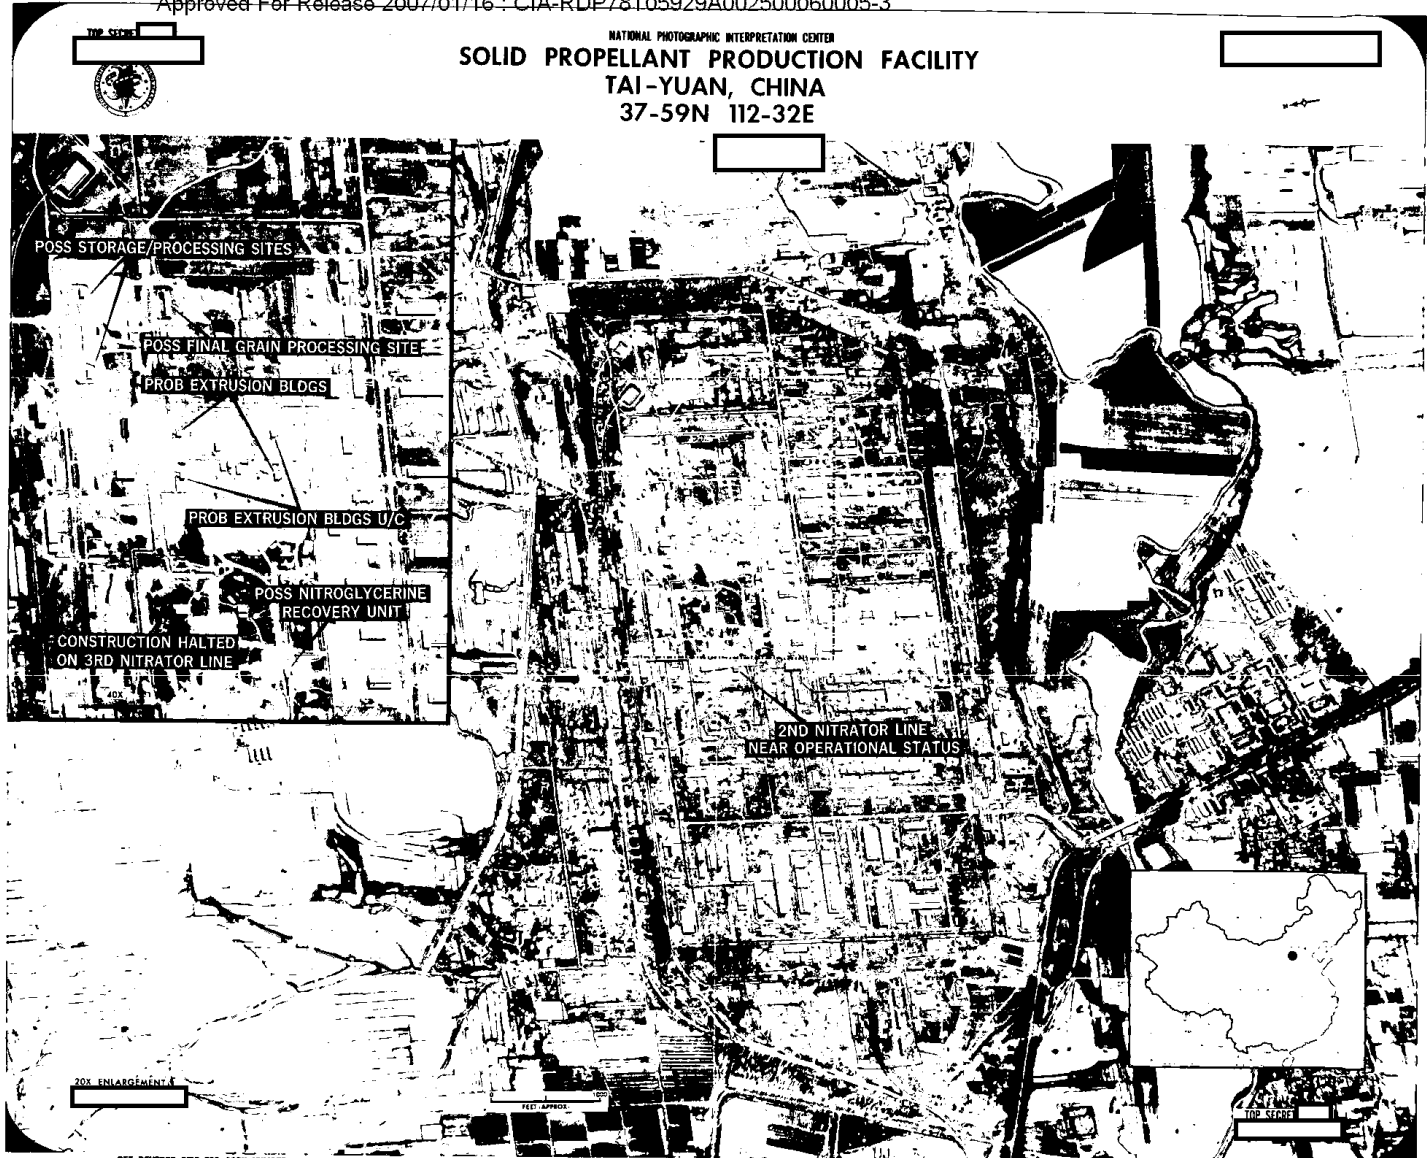 Approved For Release 2007/01/16 : CIA-RDP78T05929A002500060005-3
TOP SECRET
NATIONAL PHOTOGRAPHIC INTERPRETATION CENTER
SOLID PROPELLANT PRODUCTION FACILITY
TAI-YUAN, CHINA
37-59N 112-32E
N
POSS STORAGE/PROCESSING SITES
POSS FINAL GRAIN PROCESSING SITE
PROB EXTRUSION BLDGS
PROB EXTRUSION BLDGS U/C
POSS NITROGLYCERINE
RECOVERY UNIT
CONSTRUCTION HALTED
ON 3RD NITRATOR LINE
40X
2ND NITRATOR LINE
NEAR OPERATIONAL STATUS
20X ENLARGEMENT
FEET-APPROX
TOP SECRET